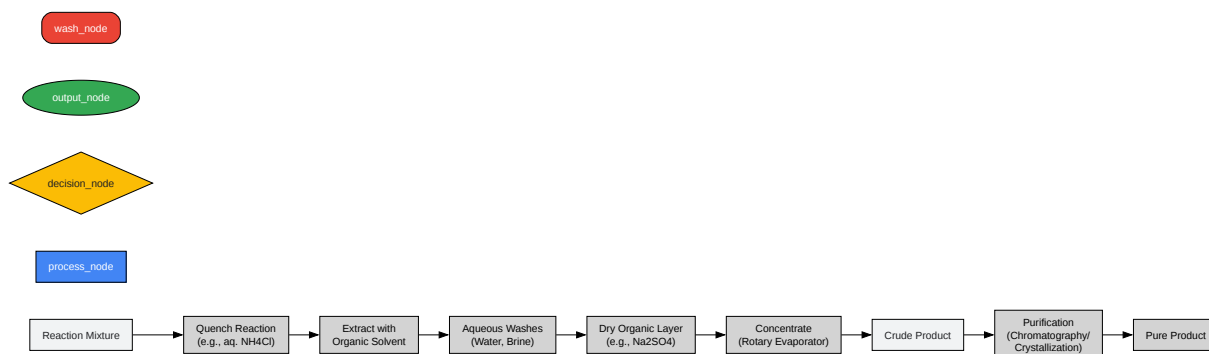 wash_node
output_node
decision_node
process_node
Reaction Mixture
Quench Reaction
(e.g., aq. NH4Cl)
Extract with
Organic Solvent
Aqueous Washes
(Water, Brine)
Dry Organic Layer
(e.g., Na2SO4)
Concentrate
(Rotary Evaporator)
Crude Product
Purification
(Chromatography/
Crystallization)
Pure Product